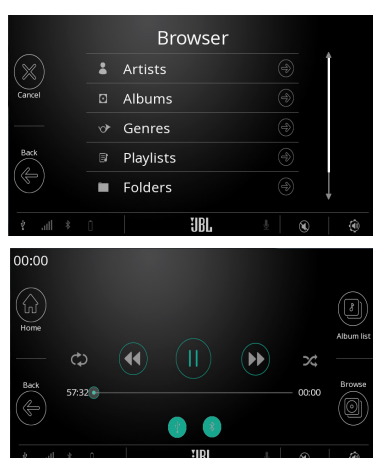 Browser
Artists
Albums
Cancel
Genres
Back
Playlists
Folders
JBL
00:00
Home
Album list
Back
57:32
00:00
Browse
JBL